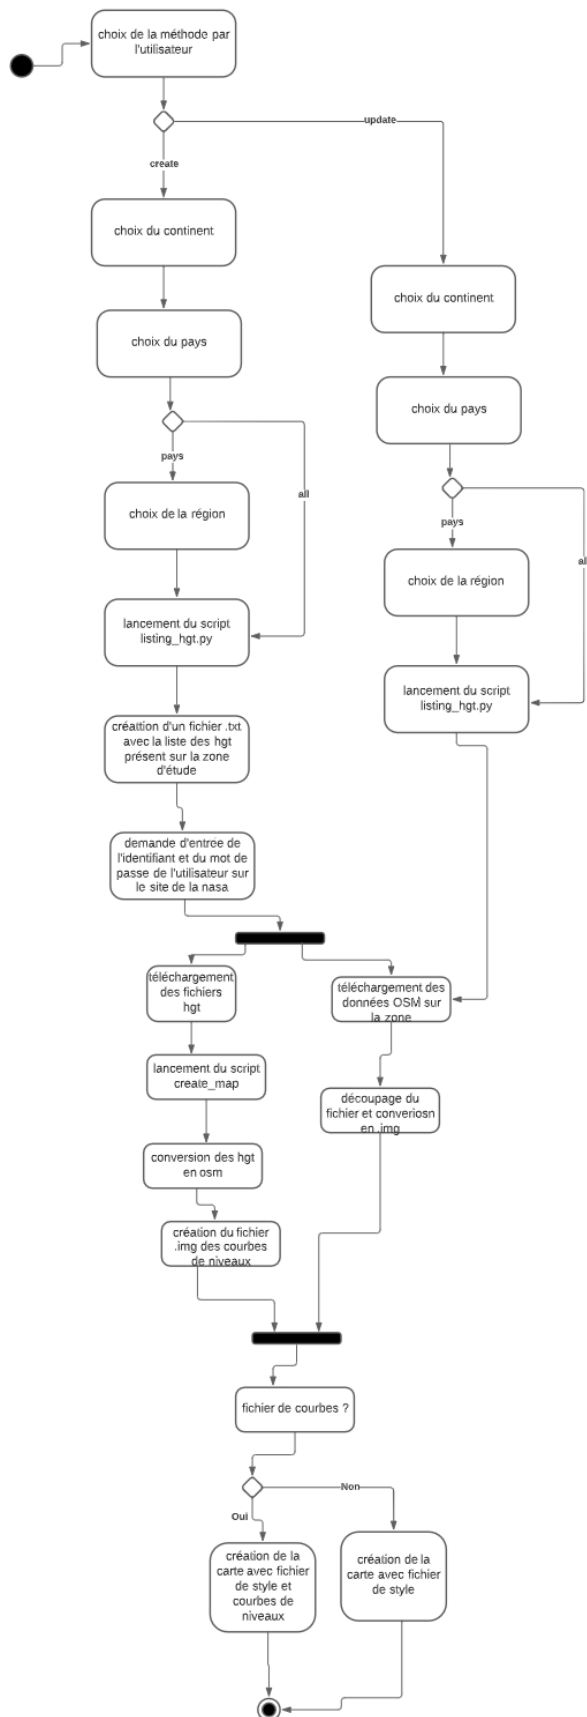 choix de la méthode par
l'utilisateur
update
create
choix du continent
choix du continent
choix du pays
choix du pays
pays
all
choix de la région
pays
al
choix de la région
lancement du script
listing_hgt.py
lancement du script
listing_hgt.py
créattion d'un fichier .txt
avec la liste des hgt
présent sur la zone
d'étude
demande d'entrée de
l'identifiant et du mot de
passe de l'utilisateur sur
le site de la nasa
téléchargement
des fichiers
hgt
téléchargement des
données OSM sur
la zone
lancement du script
create_map
découpage du
fichier et converiosn
en .img
conversion des hgt
en osm
création du fichier
.img des courbes
de niveaux
fichier de courbes ?
Non
Oui
création de la
carte avec fichier
de style et
courbes de
niveaux
création de la
carte avec fichier
de style